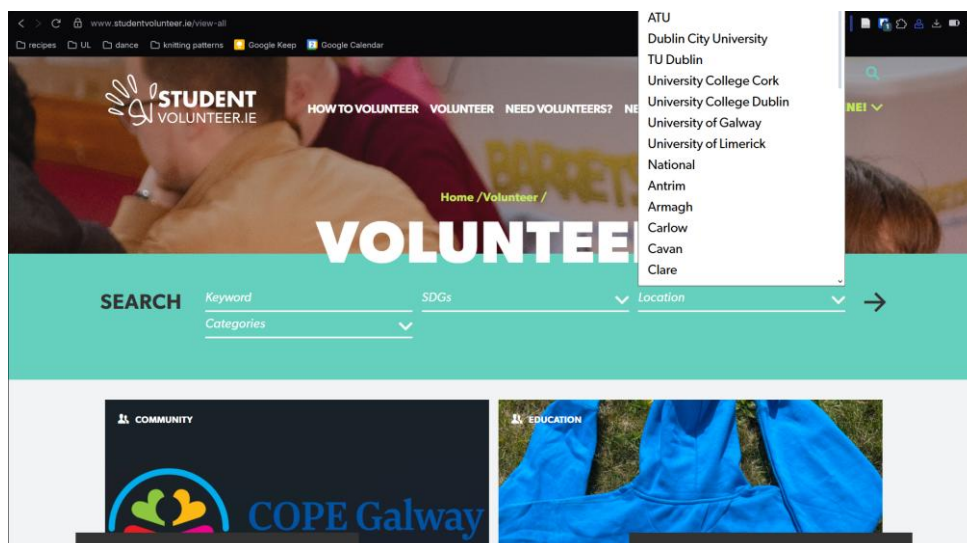 www.studentvolunteer.ie/view-all
recipes UL dance knitting patterns Google Keep Google Calendar
STUDENT
VOLUNTEER.IE
HOW TO VOLUNTEER VOLUNTEER NEED VOLUNTEERS?
Home /Volunteer /
ATU
Dublin City University
TU Dublin
University College Cork
University College Dublin
University of Galway
University of Limerick
National
Antrim
Armagh
Carlow
Cavan
Clare
SEARCH Keyword SDGs Location
Categories
COMMUNITY
COPE Galway
EDUCATION